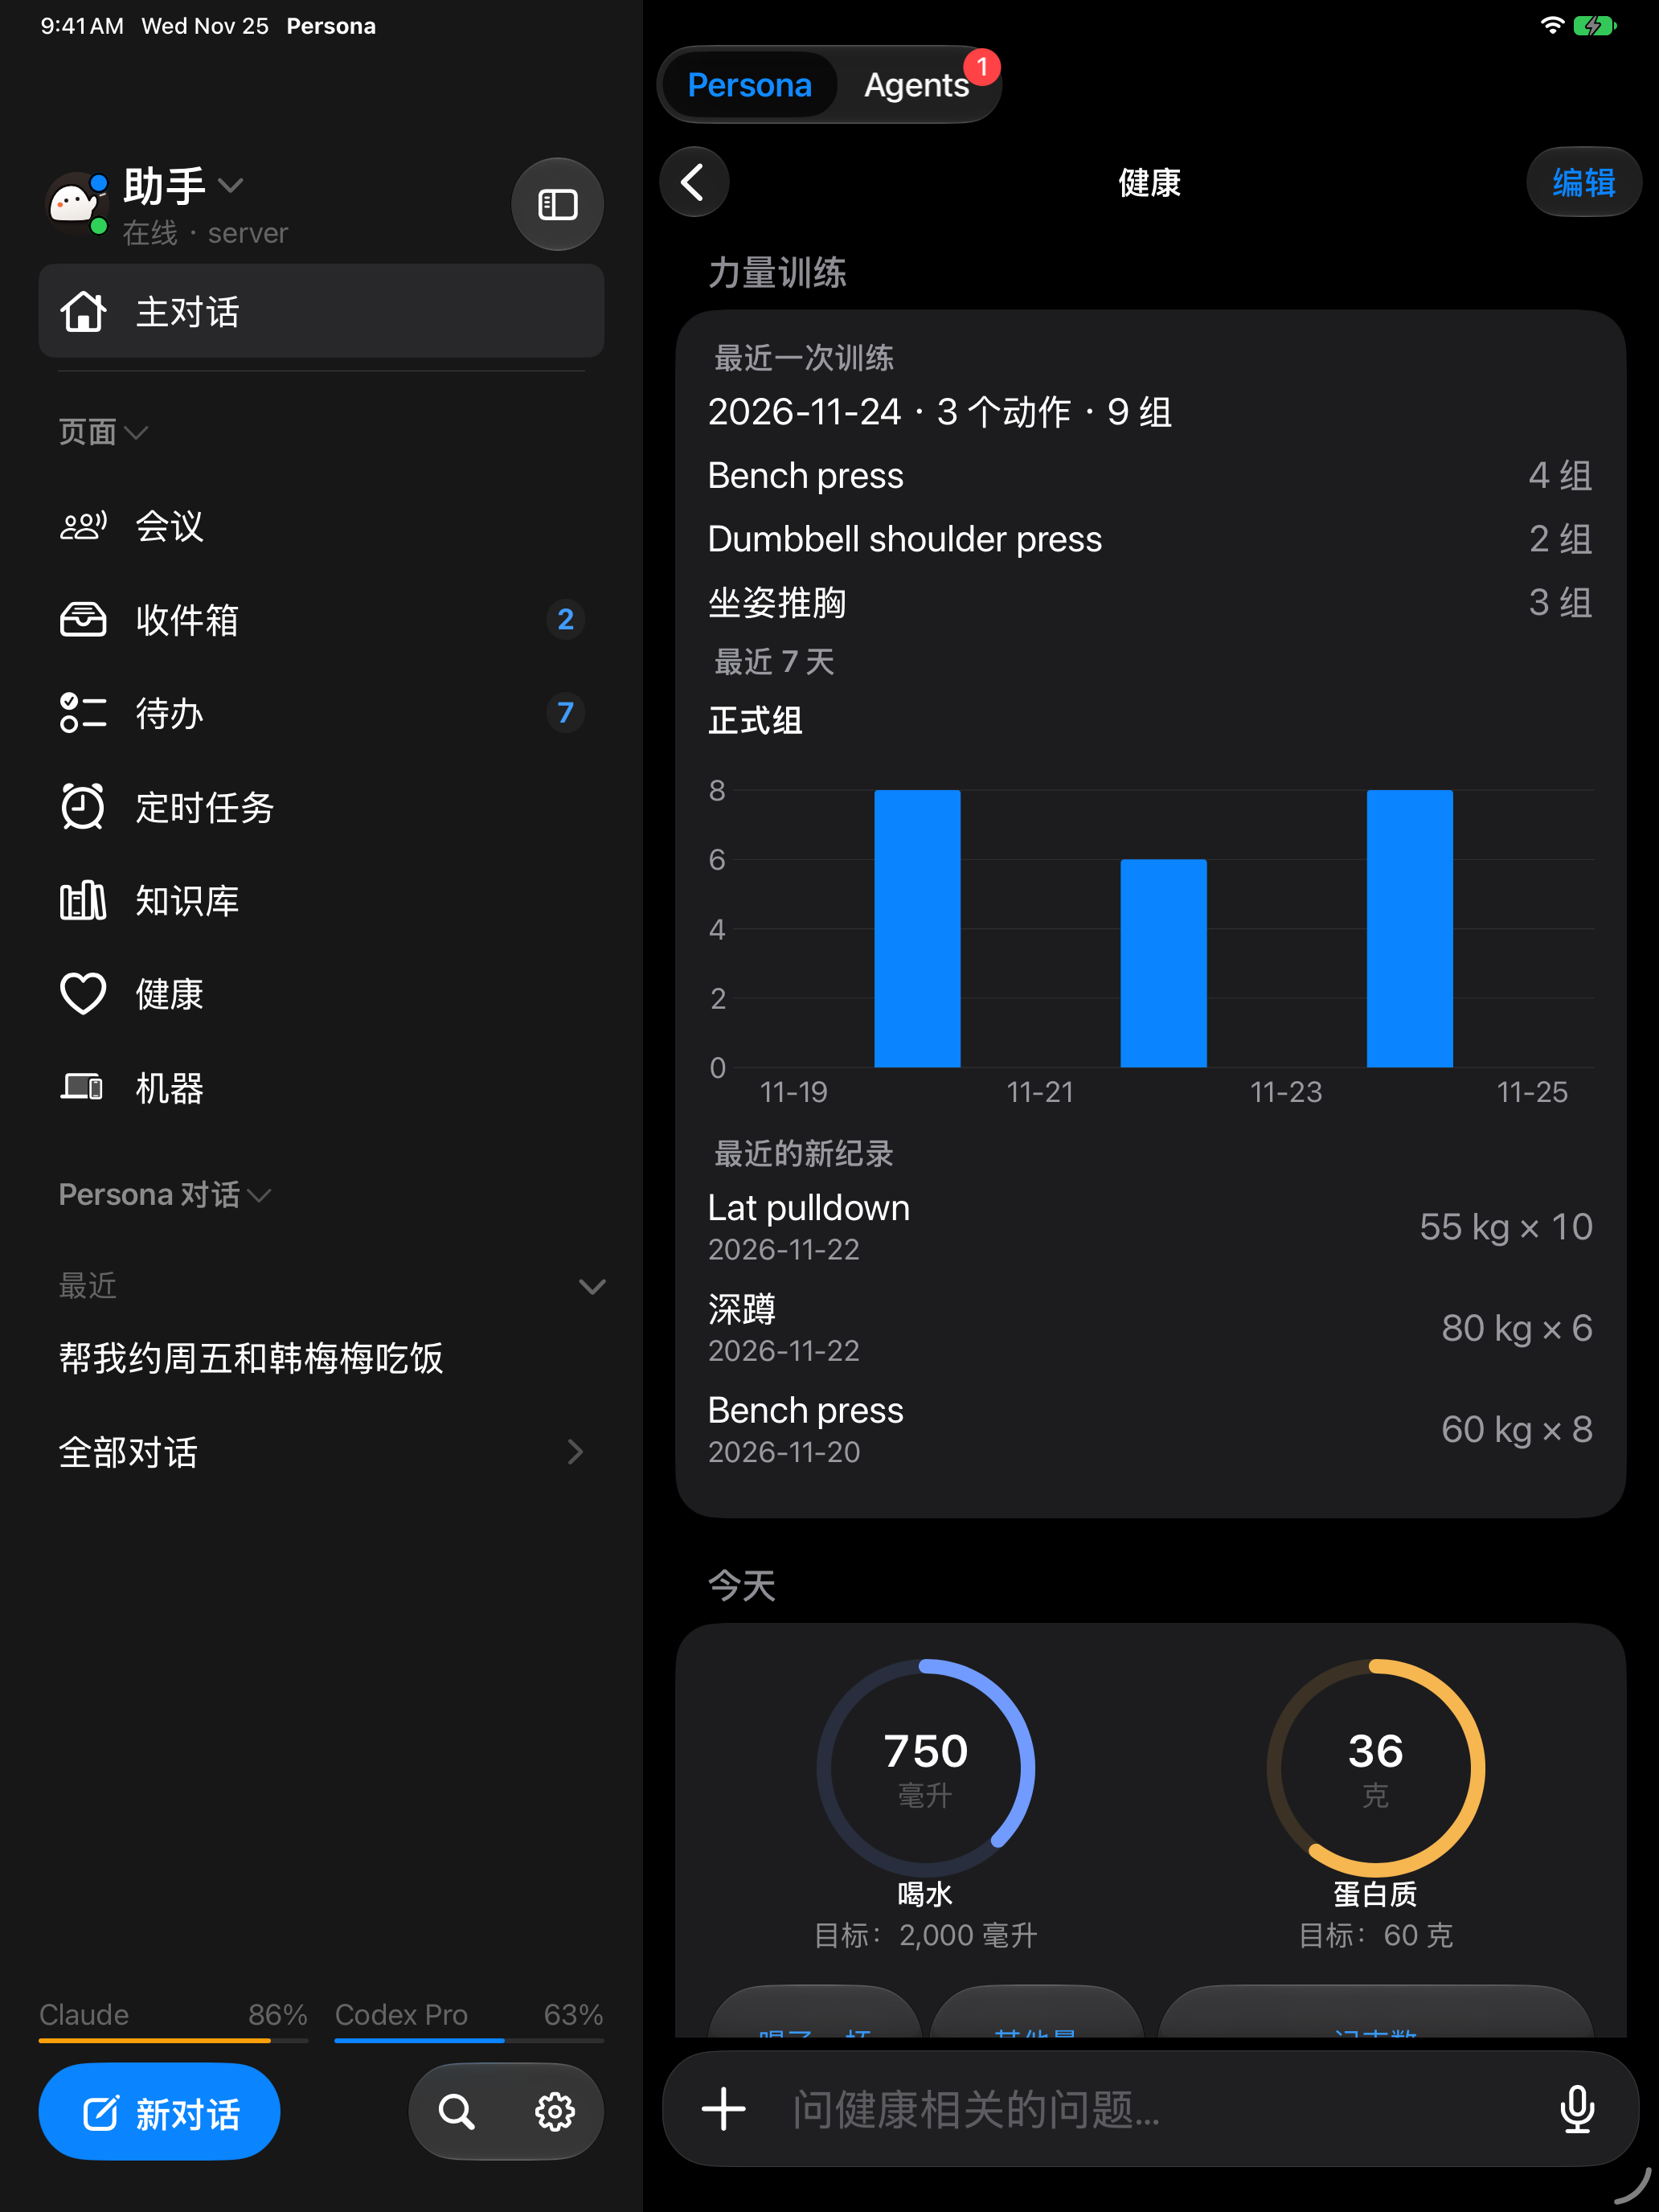 9:41 AM Wed Nov 25 Persona
助手
在线 · server
主对话
页面
会议
收件箱 2
待办 7
定时任务
知识库
健康
机器
Persona 对话
最近
帮我约周五和韩梅梅吃饭
全部对话
Claude 86% Codex Pro 63%
新对话
Persona Agents 1
健康 编辑
力量训练
最近一次训练
2026-11-24 · 3 个动作 · 9 组
Bench press 4 组
Dumbbell shoulder press 2 组
坐姿推胸 3 组
最近 7 天
正式组
8
6
4
2
0
11-19 11-21 11-23 11-25
最近的新纪录
Lat pulldown 55 kg × 10
2026-11-22
深蹲 80 kg × 6
2026-11-22
Bench press 60 kg × 8
2026-11-20
今天
750 36
毫升 克
喝水 蛋白质
目标：2,000 毫升 目标：60 克
问健康相关的问题...